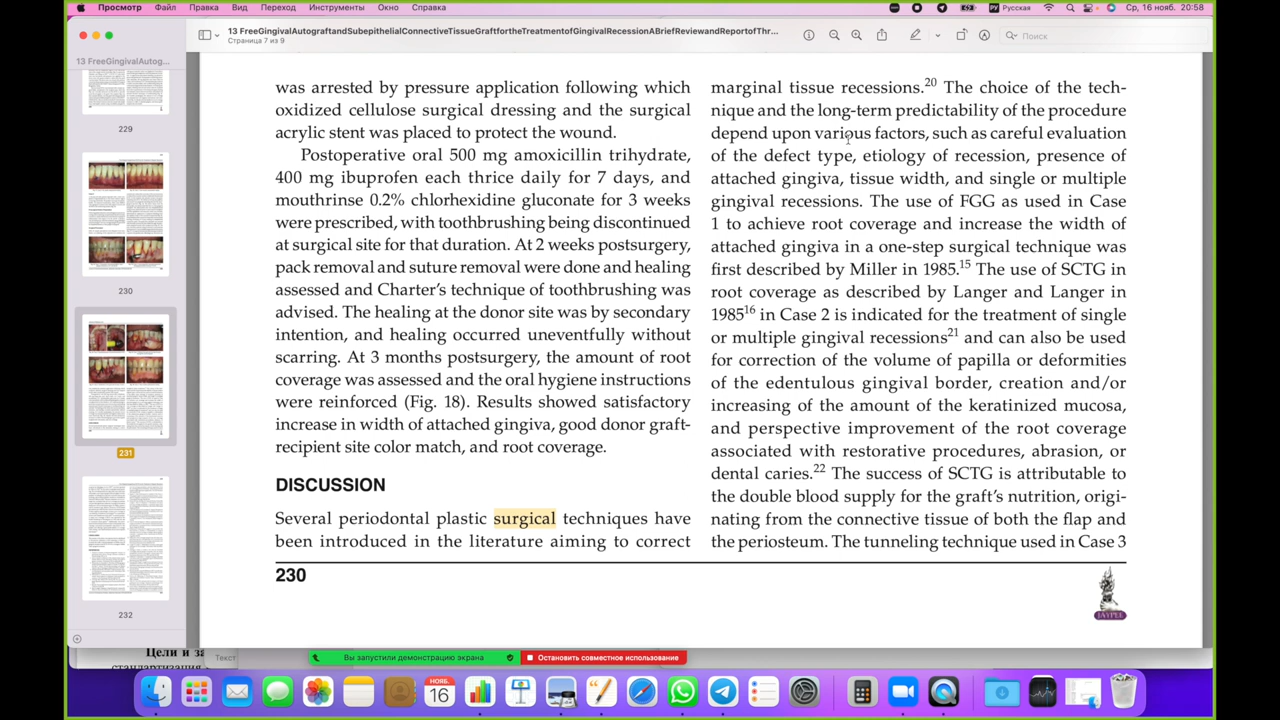 Просмотр Файл Правка Вид Переход Инструменты Окно Справка
РУ Русская Ср, 16 нояб. 20:58
13 FreeGingivalAutograftandSubepithelialConnectiveTissueGraftfortheTreatmentofGingivalRecessionABriefReviewandReportofThr...
Страница 7 из 9
Поиск
13 FreeGingivalAutog...
229
230
231
232
was arrested by pressure application following which
oxidized cellulose surgical dressing and the surgical
acrylic stent was placed to protect the wound.
Postoperative oral 500 mg amoxicillin trihydrate,
400 mg ibuprofen each thrice daily for 7 days, and
mouthrinse 0.2% chlormexidine gluconate for 3 weeks
were prescribed, with toothbrushing being discontinued
at surgical site for that duration. At 2 weeks postsurgery,
pack removal and suture removal were done and healing
assessed and Charter's technique of toothbrushing was
advised. The healing at the donor site was by secondary
intention, and healing occurred uneventfully without
scarring. At 3 months postsurgery, the amount of root
coverage was assessed and the oral hygiene instructions
were reinforced (Fig. 18). Results showed satisfactory
increase in width of attached gingiva, good donor graft-
recipient site color match, and root coverage.
DISCUSSION
Several periodontal plastic surgical techniques have
been introduced in the literature aiming to correct
230
marginal tissue recessions.20 The choice of the tech-
nique and the long-term predictability of the procedure
depend upon various factors, such as careful evaluation
of the defect type, etiology of recession, presence of
attached gingiva, tissue width, and single or multiple
gingival recessions. The use of FGG as used in Case
1 to achieve root coverage and increase the width of
attached gingiva in a one-step surgical technique was
first described by Miller in 1985.15 The use of SCTG in
root coverage as described by Langer and Langer in
198516 in Case 2 is indicated for the treatment of single
or multiple gingival recessions21 and can also be used
for correction of the volume of papilla or deformities
of the edentulous gingival border, creation and/or
increasing of the amount of the keratinized mucosa,
and perspective improvement of the root coverage
associated with restorative procedures, abrasion, or
dental caries.22 The success of SCTG is attributable to
the double blood supply for the graft's nutrition, origi-
nating from the connective tissue of both the flap and
the periosteum. The tunneling technique used in Case 3
JAYPEE
Цели и за
стандартизация
Текст
Вы запустили демонстрацию экрана
Остановить совместное использование
НОЯБ.
16